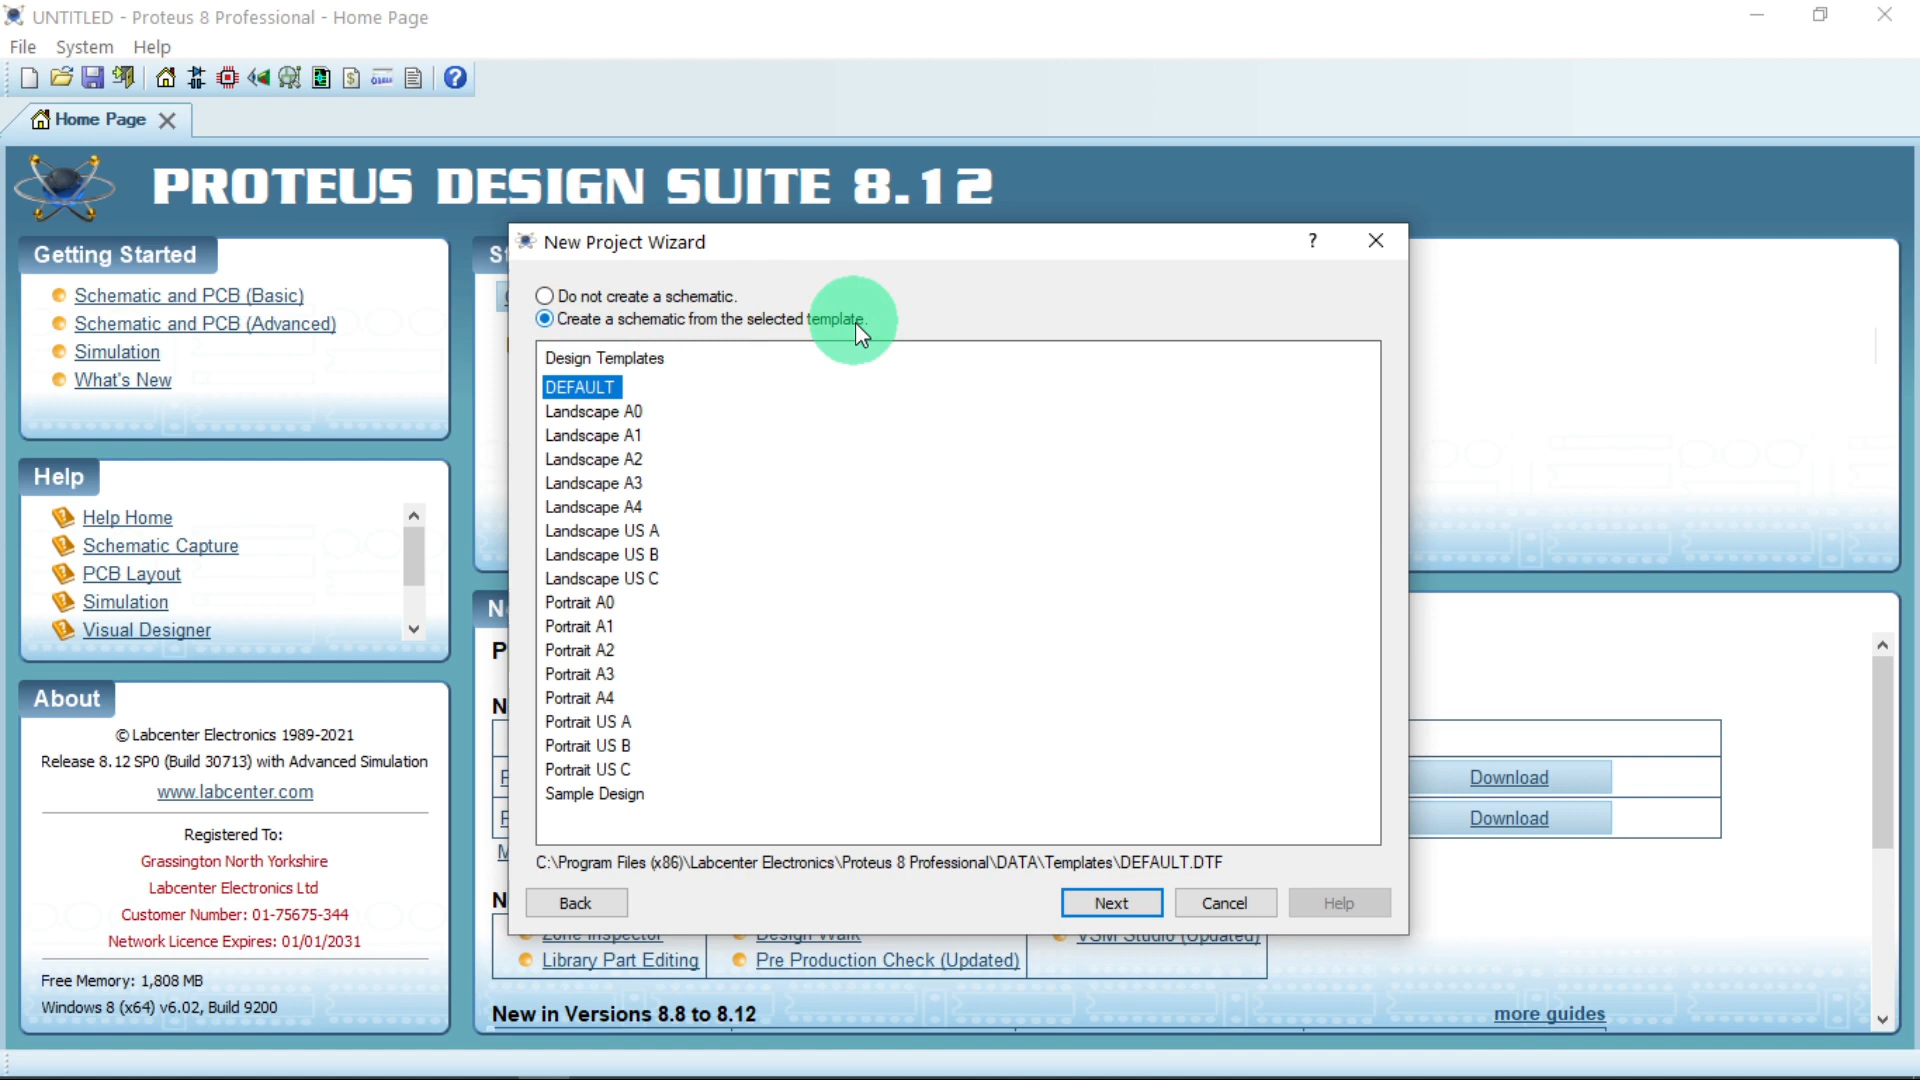 UNTITLED - Proteus 8 Professional - Home Page
File System Help
Home Page
PROTEUS DESIGN SUITE 8.12
Getting Started
Schematic and PCB (Basic)
Schematic and PCB (Advanced)
Simulation
What's New
Help
Help Home
Schematic Capture
PCB Layout
Simulation
Visual Designer
About
© Labcenter Electronics 1989-2021
Release 8.12 SP0 (Build 30713) with Advanced Simulation
www.labcenter.com
Registered To:
Grassington North Yorkshire
Labcenter Electronics Ltd
Customer Number: 01-75675-344
Network Licence Expires: 01/01/2031
Free Memory: 1,808 MB
Windows 8 (x64) v6.02, Build 9200
New Project Wizard
Do not create a schematic.
Create a schematic from the selected template.
Design Templates
DEFAULT
Landscape A0
Landscape A1
Landscape A2
Landscape A3
Landscape A4
Landscape US A
Landscape US B
Landscape US C
Portrait A0
Portrait A1
Portrait A2
Portrait A3
Portrait A4
Portrait US A
Portrait US B
Portrait US C
Sample Design
C:\Program Files (x86)\Labcenter Electronics\Proteus 8 Professional\DATA\Templates\DEFAULT.DTF
Back Next Cancel Help
Download
Download
Zone Inspector Design Walk VSM Studio (Updated)
Library Part Editing Pre Production Check (Updated)
New in Versions 8.8 to 8.12 more guides